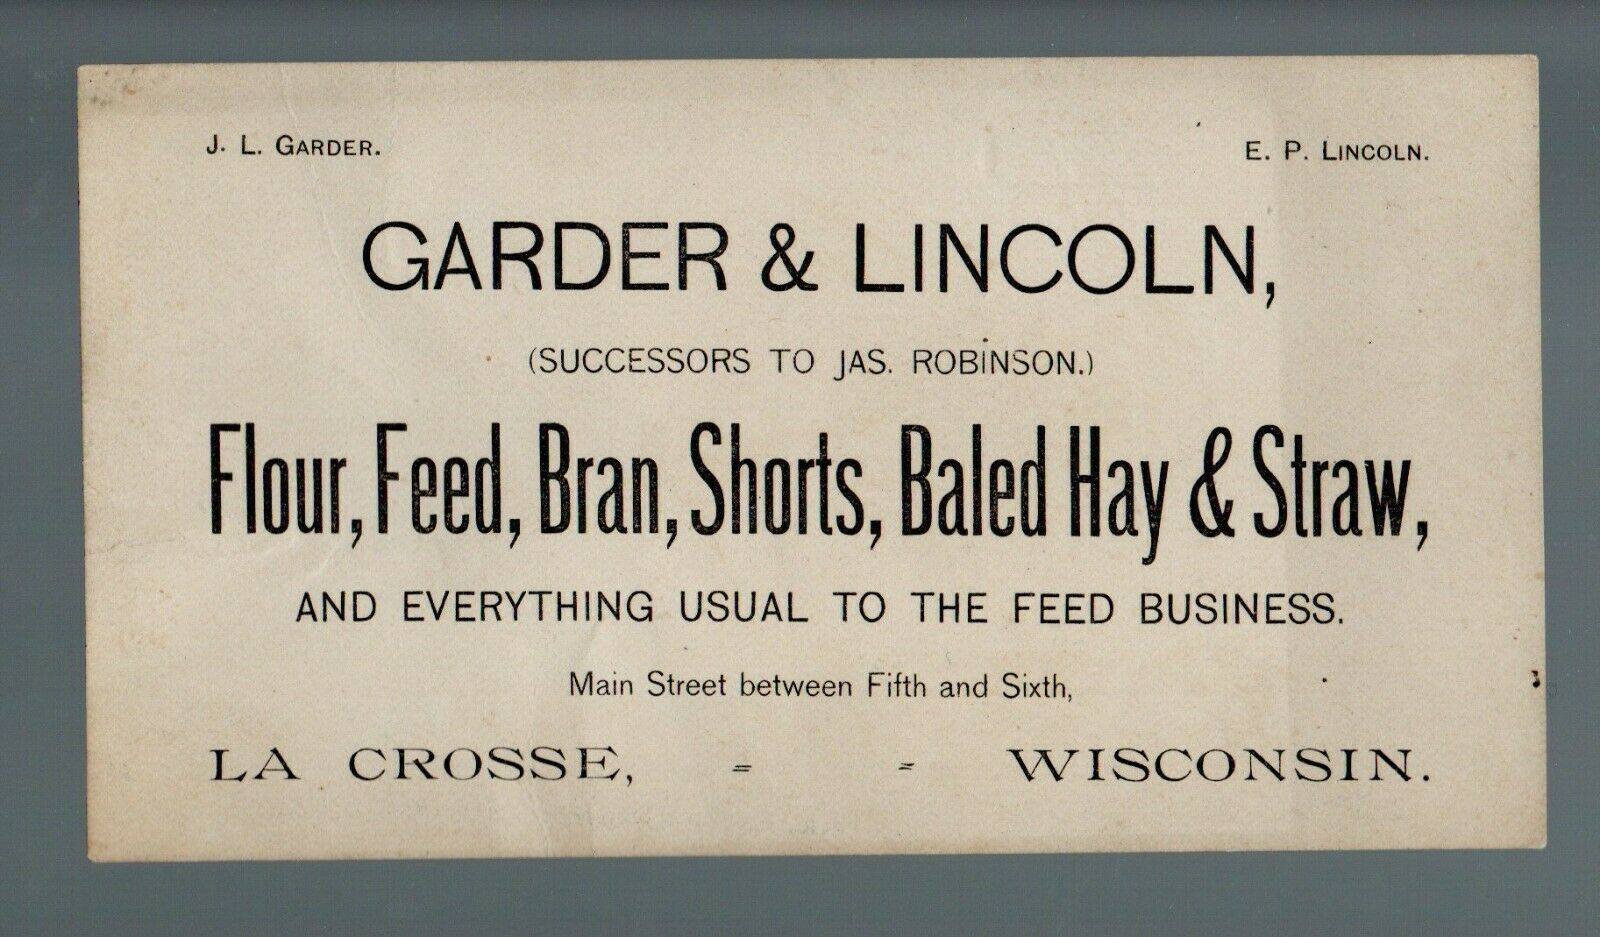 J. L. GARDER.
E. P. LINCOLN.
GARDER & LINCOLN,
(SUCCESSORS TO JAS. ROBINSON.)
Flour, Feed, Bran, Shorts, Baled Hay & Straw,
AND EVERYTHING USUAL TO THE FEED BUSINESS.
Main Street between Fifth and Sixth,
LA CROSSE, - - WISCONSIN.